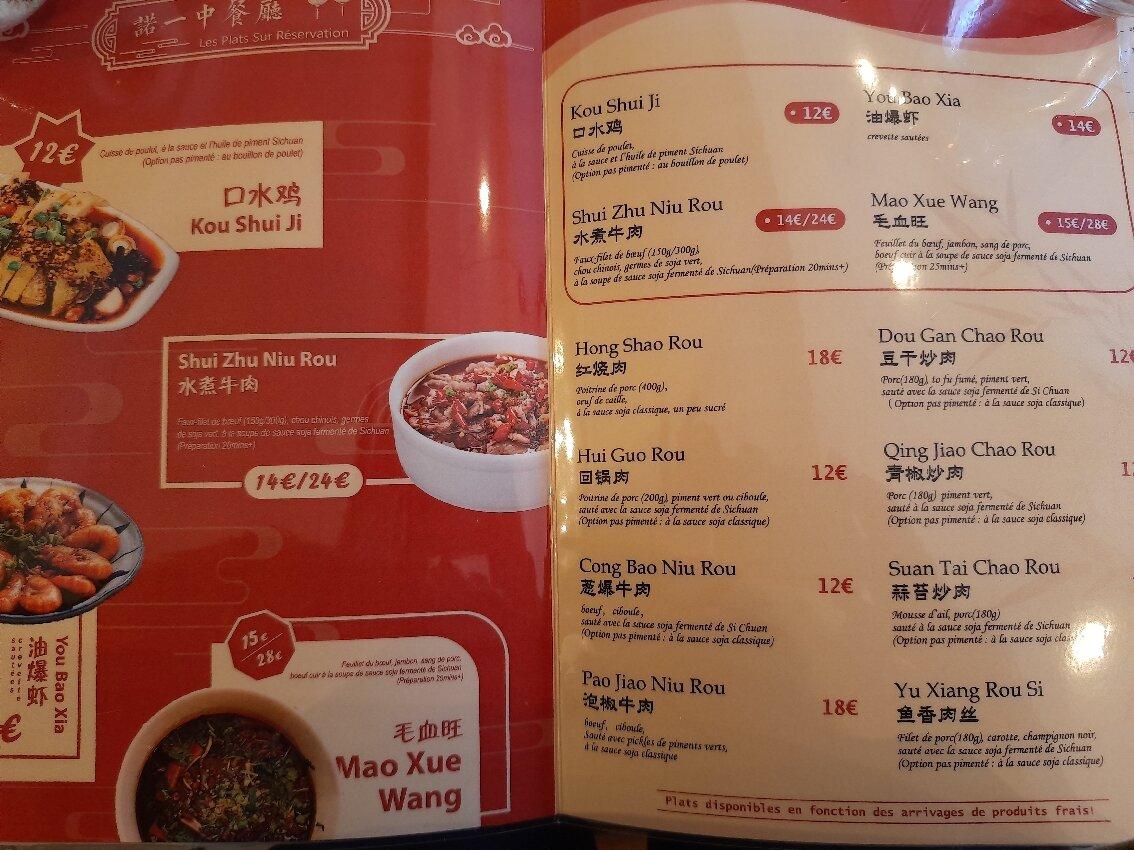 諾一中餐廳
Les Plats Sur Réservation
12€
Cuisse de poulet, à la sauce et l'huile de piment Sichuan
(Option pas pimenté : au bouillon de poulet)
口水鸡
Kou Shui Ji
Shui Zhu Niu Rou
水煮牛肉
Faux-filet de bœuf (150g/300g), chou chinois, germes
de soja vert, à la soupe de sauce soja fermenté de Sichuan
(Préparation 20mins+)
14€/24€
You Bao Xia
油爆虾
crevette
sautées
€
15€
28€
Feuillet du bœuf, jambon, sang de porc,
boeuf cuir à la soupe de sauce soja fermenté de Sichuan
(Préparation 25mins+)
毛血旺
Mao Xue
Wang
Kou Shui Ji
口水鸡
• 12€
Cuisse de poulet,
à la sauce et l'huile de piment Sichuan
(Option pas pimenté : au bouillon de poulet)
You Bao Xia
油爆虾
• 14€
crevette sautées
Shui Zhu Niu Rou
水煮牛肉
• 14€/24€
Faux-filet de bœuf (150g/300g),
chou chinois, germes de soja vert,
à la soupe de sauce soja fermenté de Sichuan(Préparation 20mins+)
Mao Xue Wang
毛血旺
• 15€/28€
Feuillet du bœuf, jambon, sang de porc,
boeuf cuir à la soupe de sauce soja fermenté de Sichuan
25mins+)
Hong Shao Rou
红烧肉
18€
Poitrine de porc (400g),
œuf de caille,
à la sauce soja classique, un peu sucré
Dou Gan Chao Rou
豆干炒肉
12€
Porc(180g), to fu fumé, piment vert,
sauté avec la sauce soja fermenté de Si Chuan
( Option pas pimenté : à la sauce soja classique)
Hui Guo Rou
回锅肉
12€
Poitrine de porc (200g), piment vert ou ciboule,
sauté avec la sauce soja fermenté de Sichuan
(Option pas pimenté : à la sauce soja classique)
Qing Jiao Chao Rou
青椒炒肉
Porc (180g) piment vert,
sauté à la sauce soja fermenté de Sichuan
(Option pas pimenté : à la sauce soja classique)
Cong Bao Niu Rou
葱爆牛肉
12€
boeuf, ciboule,
sauté avec la sauce soja fermenté de Si Chuan
(Option pas pimenté : à la sauce soja classique)
Suan Tai Chao Rou
蒜苔炒肉
Mousse d'ail, porc(180g)
sauté à la sauce soja fermenté de Sichuan
(Option pas pimenté : à la sauce soja
Pao Jiao Niu Rou
泡椒牛肉
18€
boeuf, ciboule,
Sauté avec pickles de piments verts,
à la sauce soja classique
Yu Xiang Rou Si
鱼香肉丝
Filet de porc(180g), carotte, champignon noir,
sauté avec la sauce soja fermenté de Sichuan
(Option pas pimenté : à la sauce soja classique)
Plats disponibles en fonction des arrivages de produits frais!